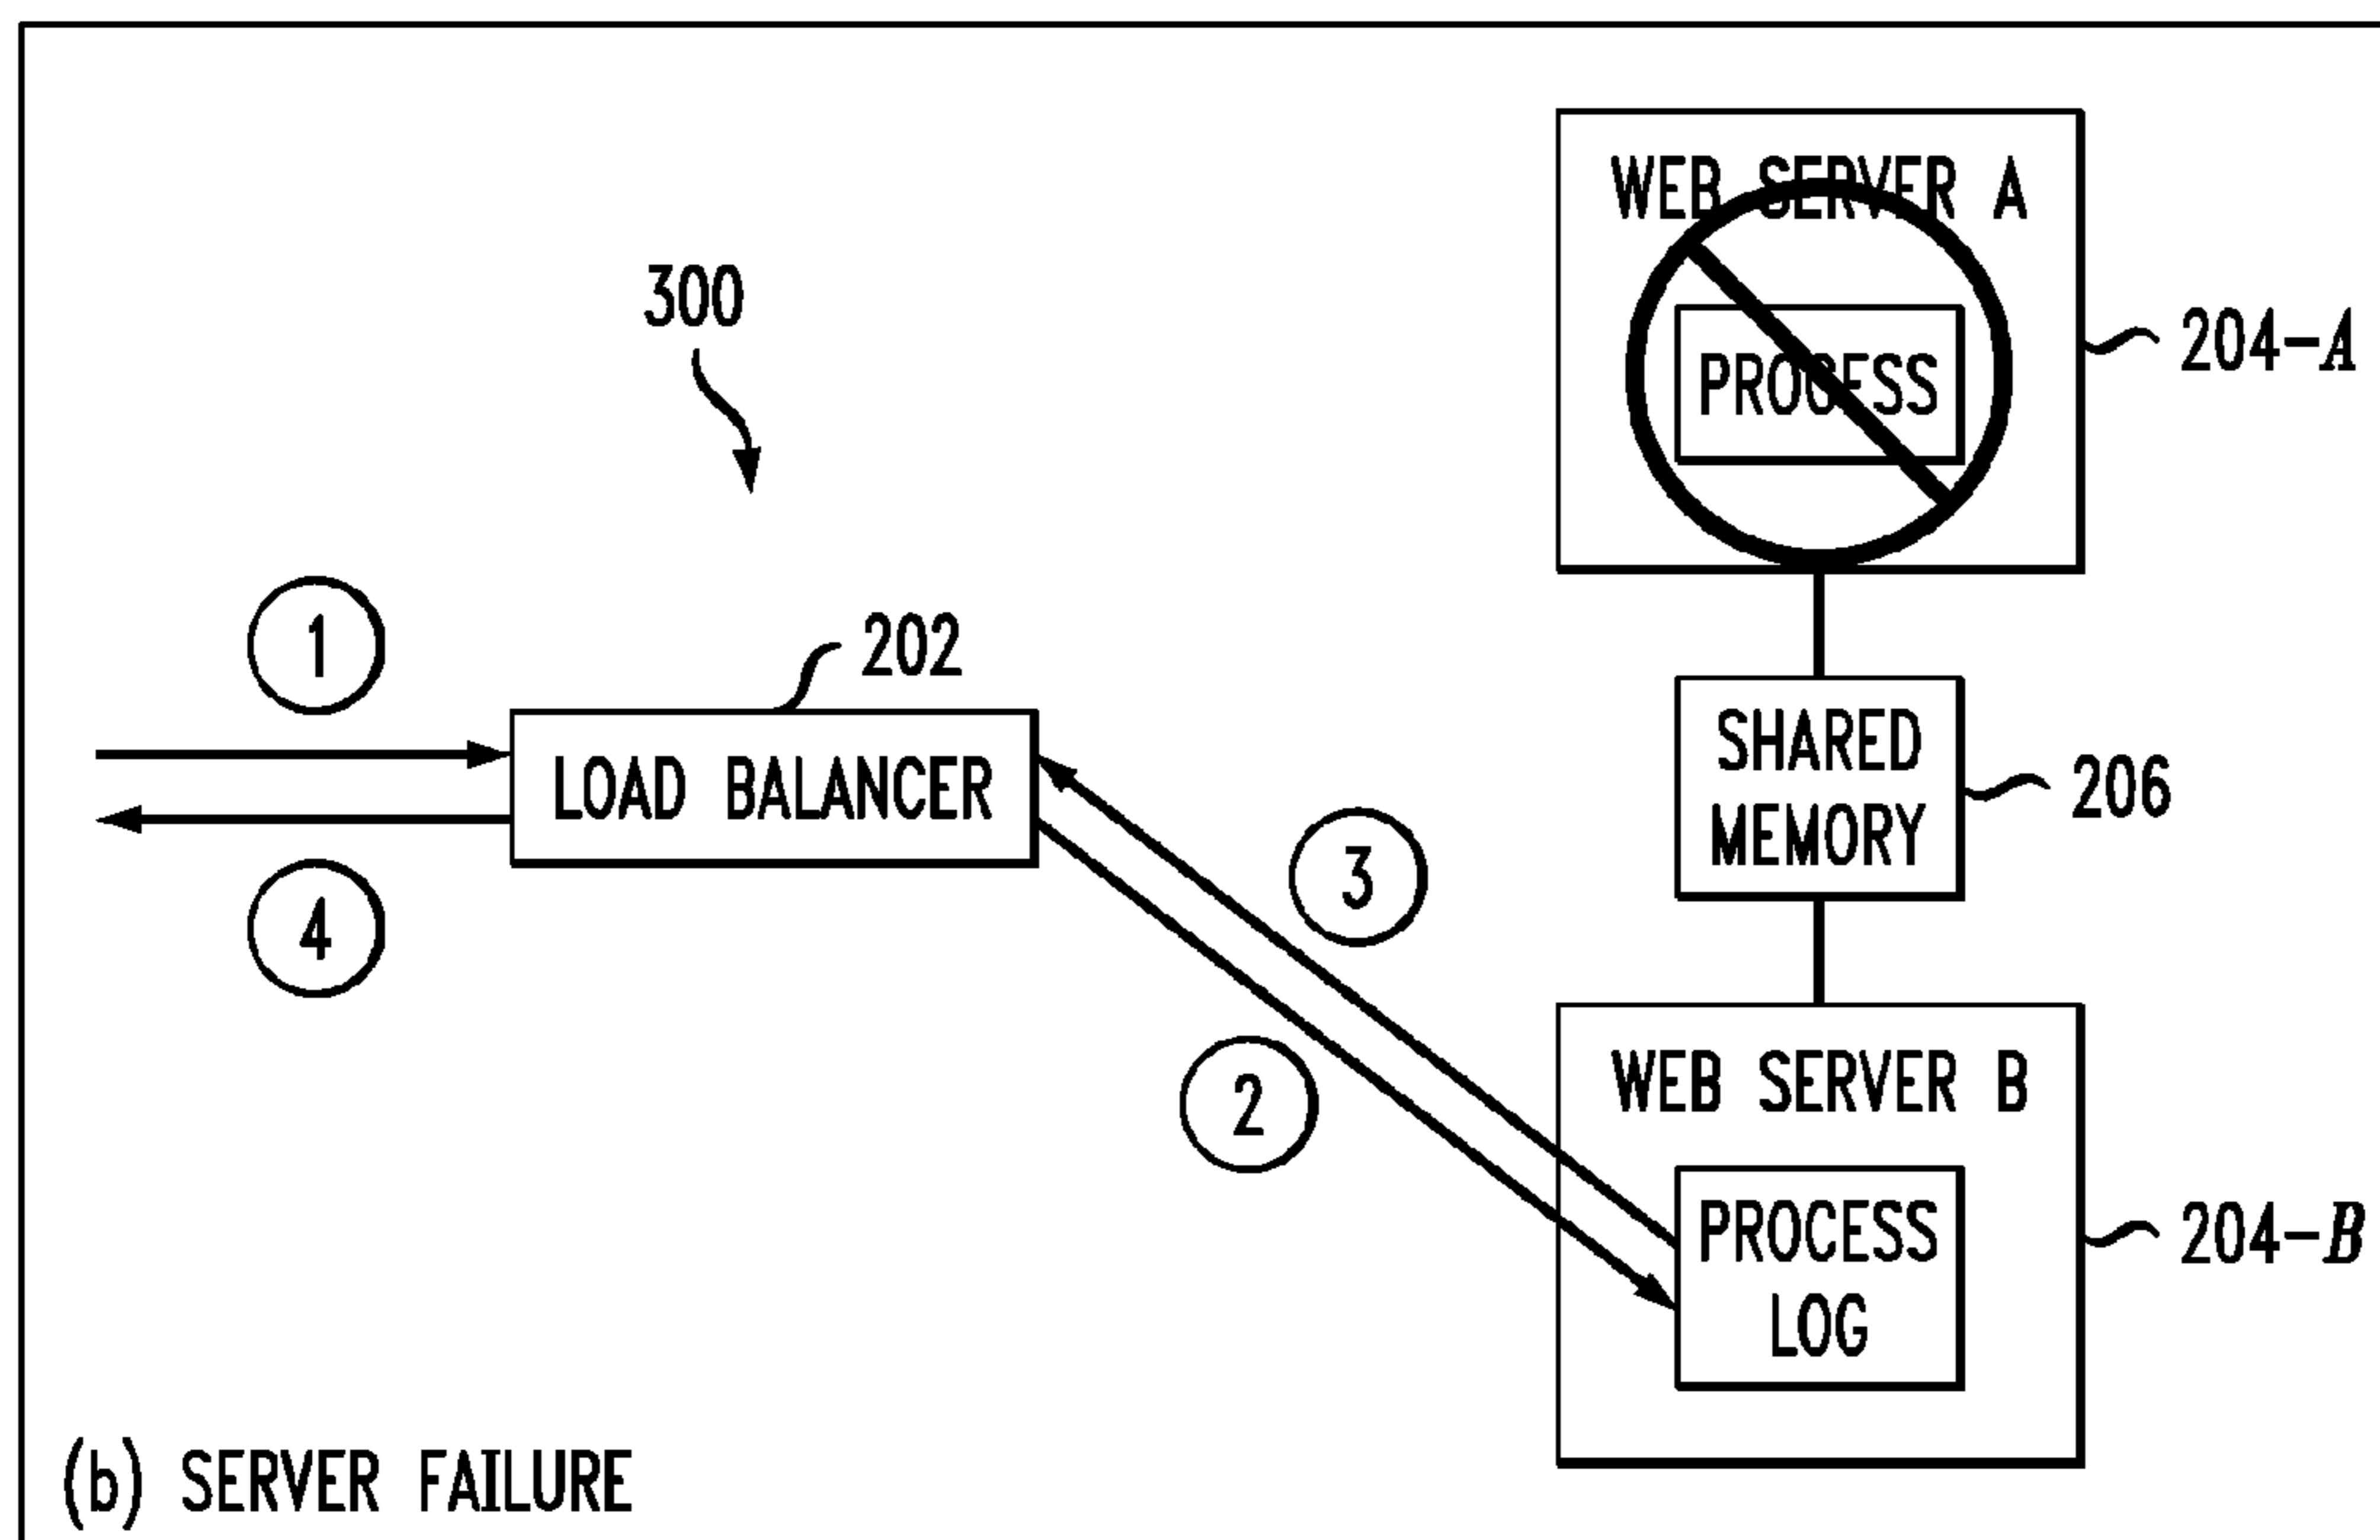 WEB SERVER A
300
PROCESS
204-A
1
202
LOAD BALANCER
SHARED
MEMORY
206
3
4
2
WEB SERVER B
PROCESS
LOG
204-B
(b) SERVER FAILURE